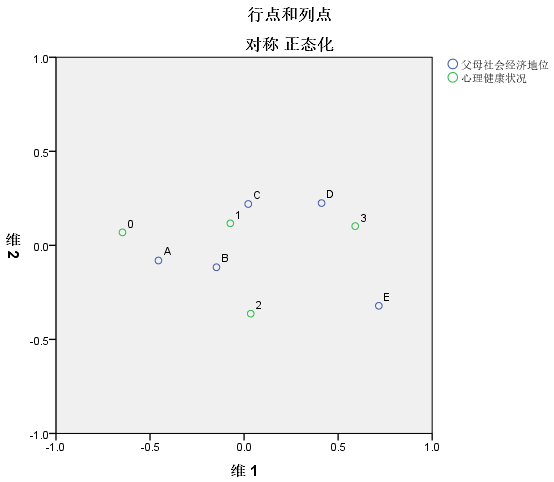 行点和列点
对称 正态化
父母社会经济地位
心理健康状况
1.0
0.5
0.0
-0.5
-1.0
维 2
C
D
1
3
0
A
B
E
2
-1.0
-0.5
0.0
0.5
1.0
维 1